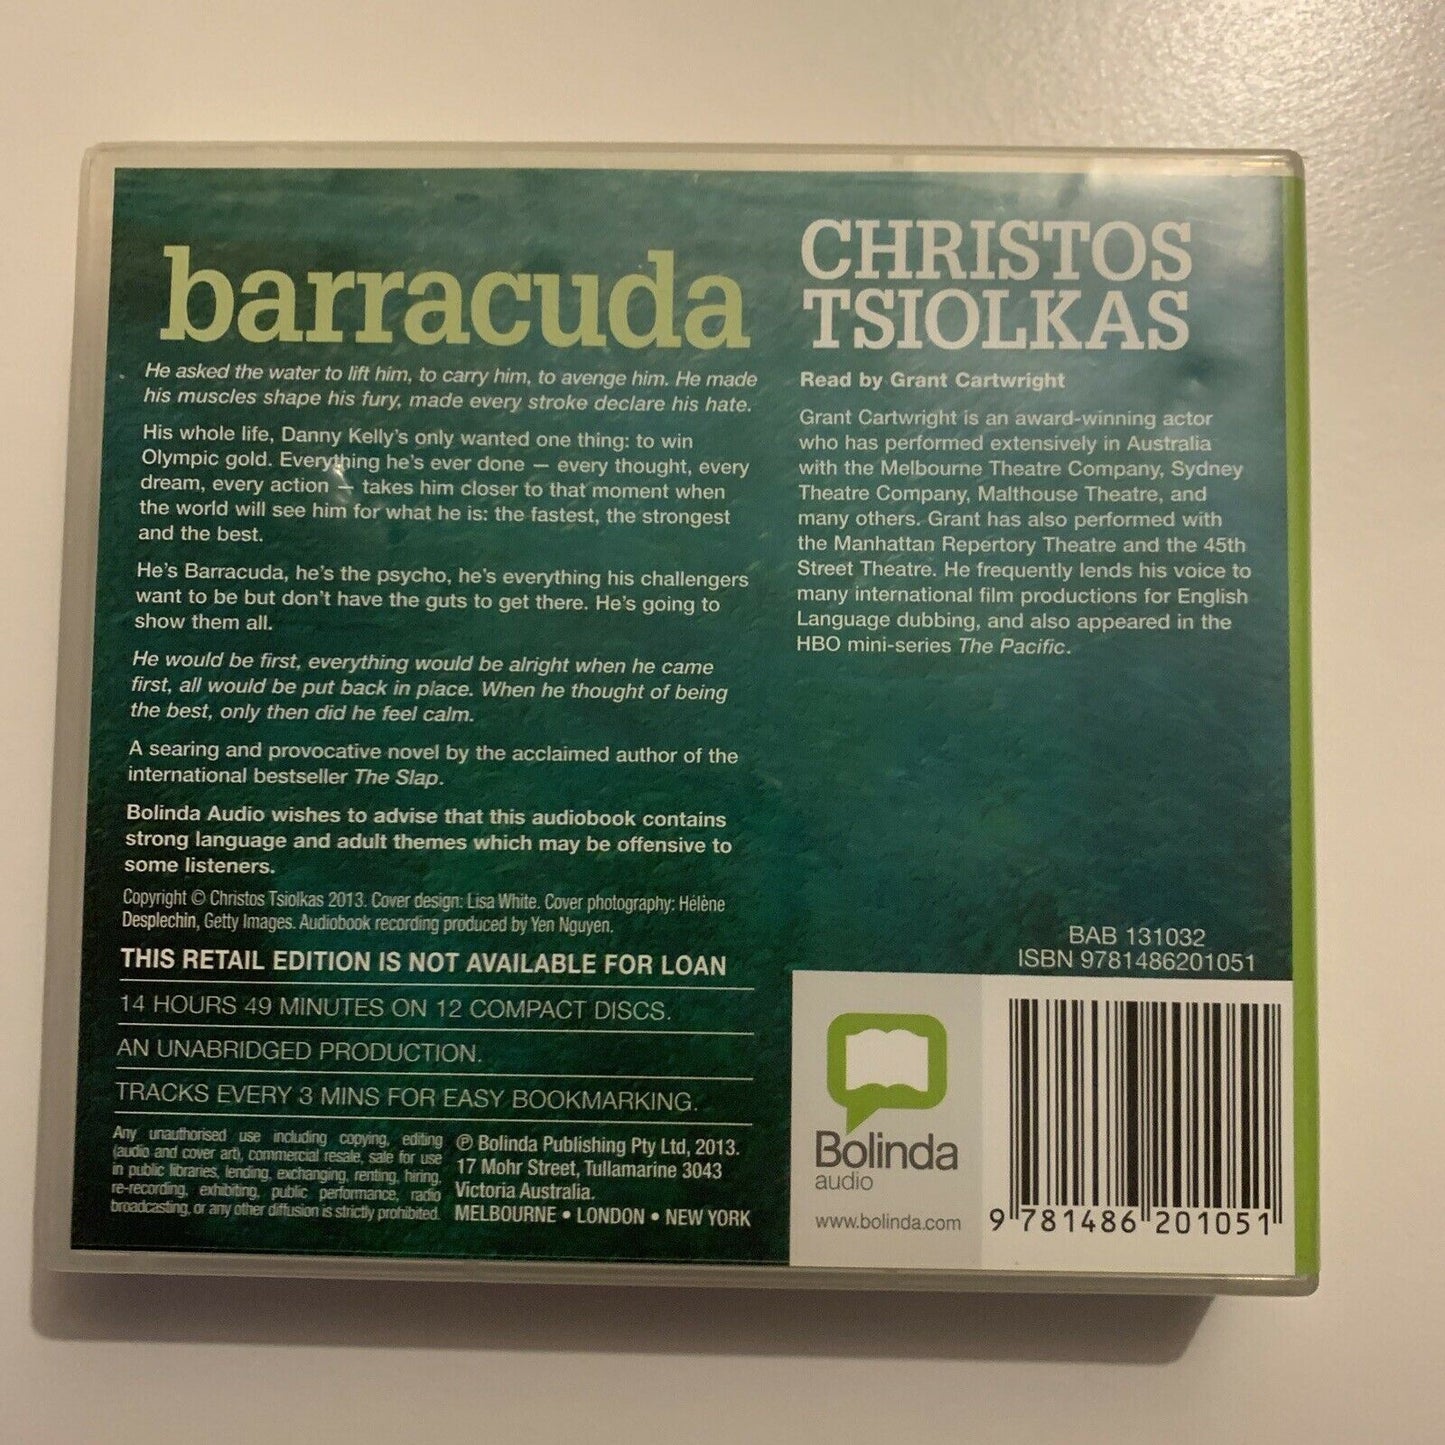 barracuda
He asked the water to lift him, to carry him, to avenge him. He made
his muscles shape his fury, made every stroke declare his hate.
His whole life, Danny Kelly's only wanted one thing: to win
Olympic gold. Everything he's ever done — every thought, every
dream, every action — takes him closer to that moment when
the world will see him for what he is: the fastest, the strongest
and the best.
He's Barracuda, he's the psycho, he's everything his challengers
want to be but don't have the guts to get there. He's going to
show them all.
He would be first, everything would be alright when he came
first, all would be put back in place. When he thought of being
the best, only then did he feel calm.
A searing and provocative novel by the acclaimed author of the
international bestseller The Slap.
Bolinda Audio wishes to advise that this audiobook contains
strong language and adult themes which may be offensive to
some listeners.
Copyright © Christos Tsiolkas 2013. Cover design: Lisa White. Cover photography: Hélène
Desplechin, Getty Images. Audiobook recording produced by Yen Nguyen.
THIS RETAIL EDITION IS NOT AVAILABLE FOR LOAN
14 HOURS 49 MINUTES ON 12 COMPACT DISCS.
AN UNABRIDGED PRODUCTION.
TRACKS EVERY 3 MINS FOR EASY BOOKMARKING.
Any unauthorised use including copying, editing
(audio and cover art), commercial resale, sale for use
in public libraries, lending, exchanging, renting, hiring,
re-recording, exhibiting, public performance, radio
broadcasting, or any other diffusion is strictly prohibited.
℗ Bolinda Publishing Pty Ltd, 2013.
17 Mohr Street, Tullamarine 3043
Victoria Australia.
MELBOURNE • LONDON • NEW YORK
CHRISTOS
TSIOLKAS
Read by Grant Cartwright
Grant Cartwright is an award-winning actor
who has performed extensively in Australia
with the Melbourne Theatre Company, Sydney
Theatre Company, Malthouse Theatre, and
many others. Grant has also performed with
the Manhattan Repertory Theatre and the 45th
Street Theatre. He frequently lends his voice to
many international film productions for English
Language dubbing, and also appeared in the
HBO mini-series The Pacific.
BAB 131032
ISBN 9781486201051
Bolinda
audio
www.bolinda.com
9 781486 201051